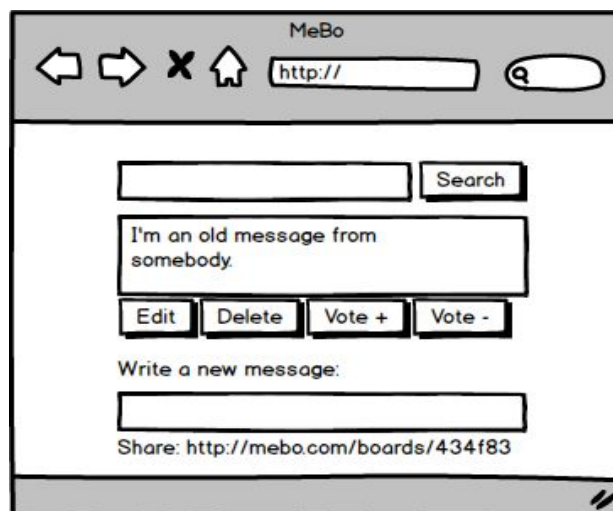 MeBo
http://
Search
I'm an old message from
somebody.
Edit Delete Vote + Vote -
Write a new message:
Share: http://mebo.com/boards/434f83